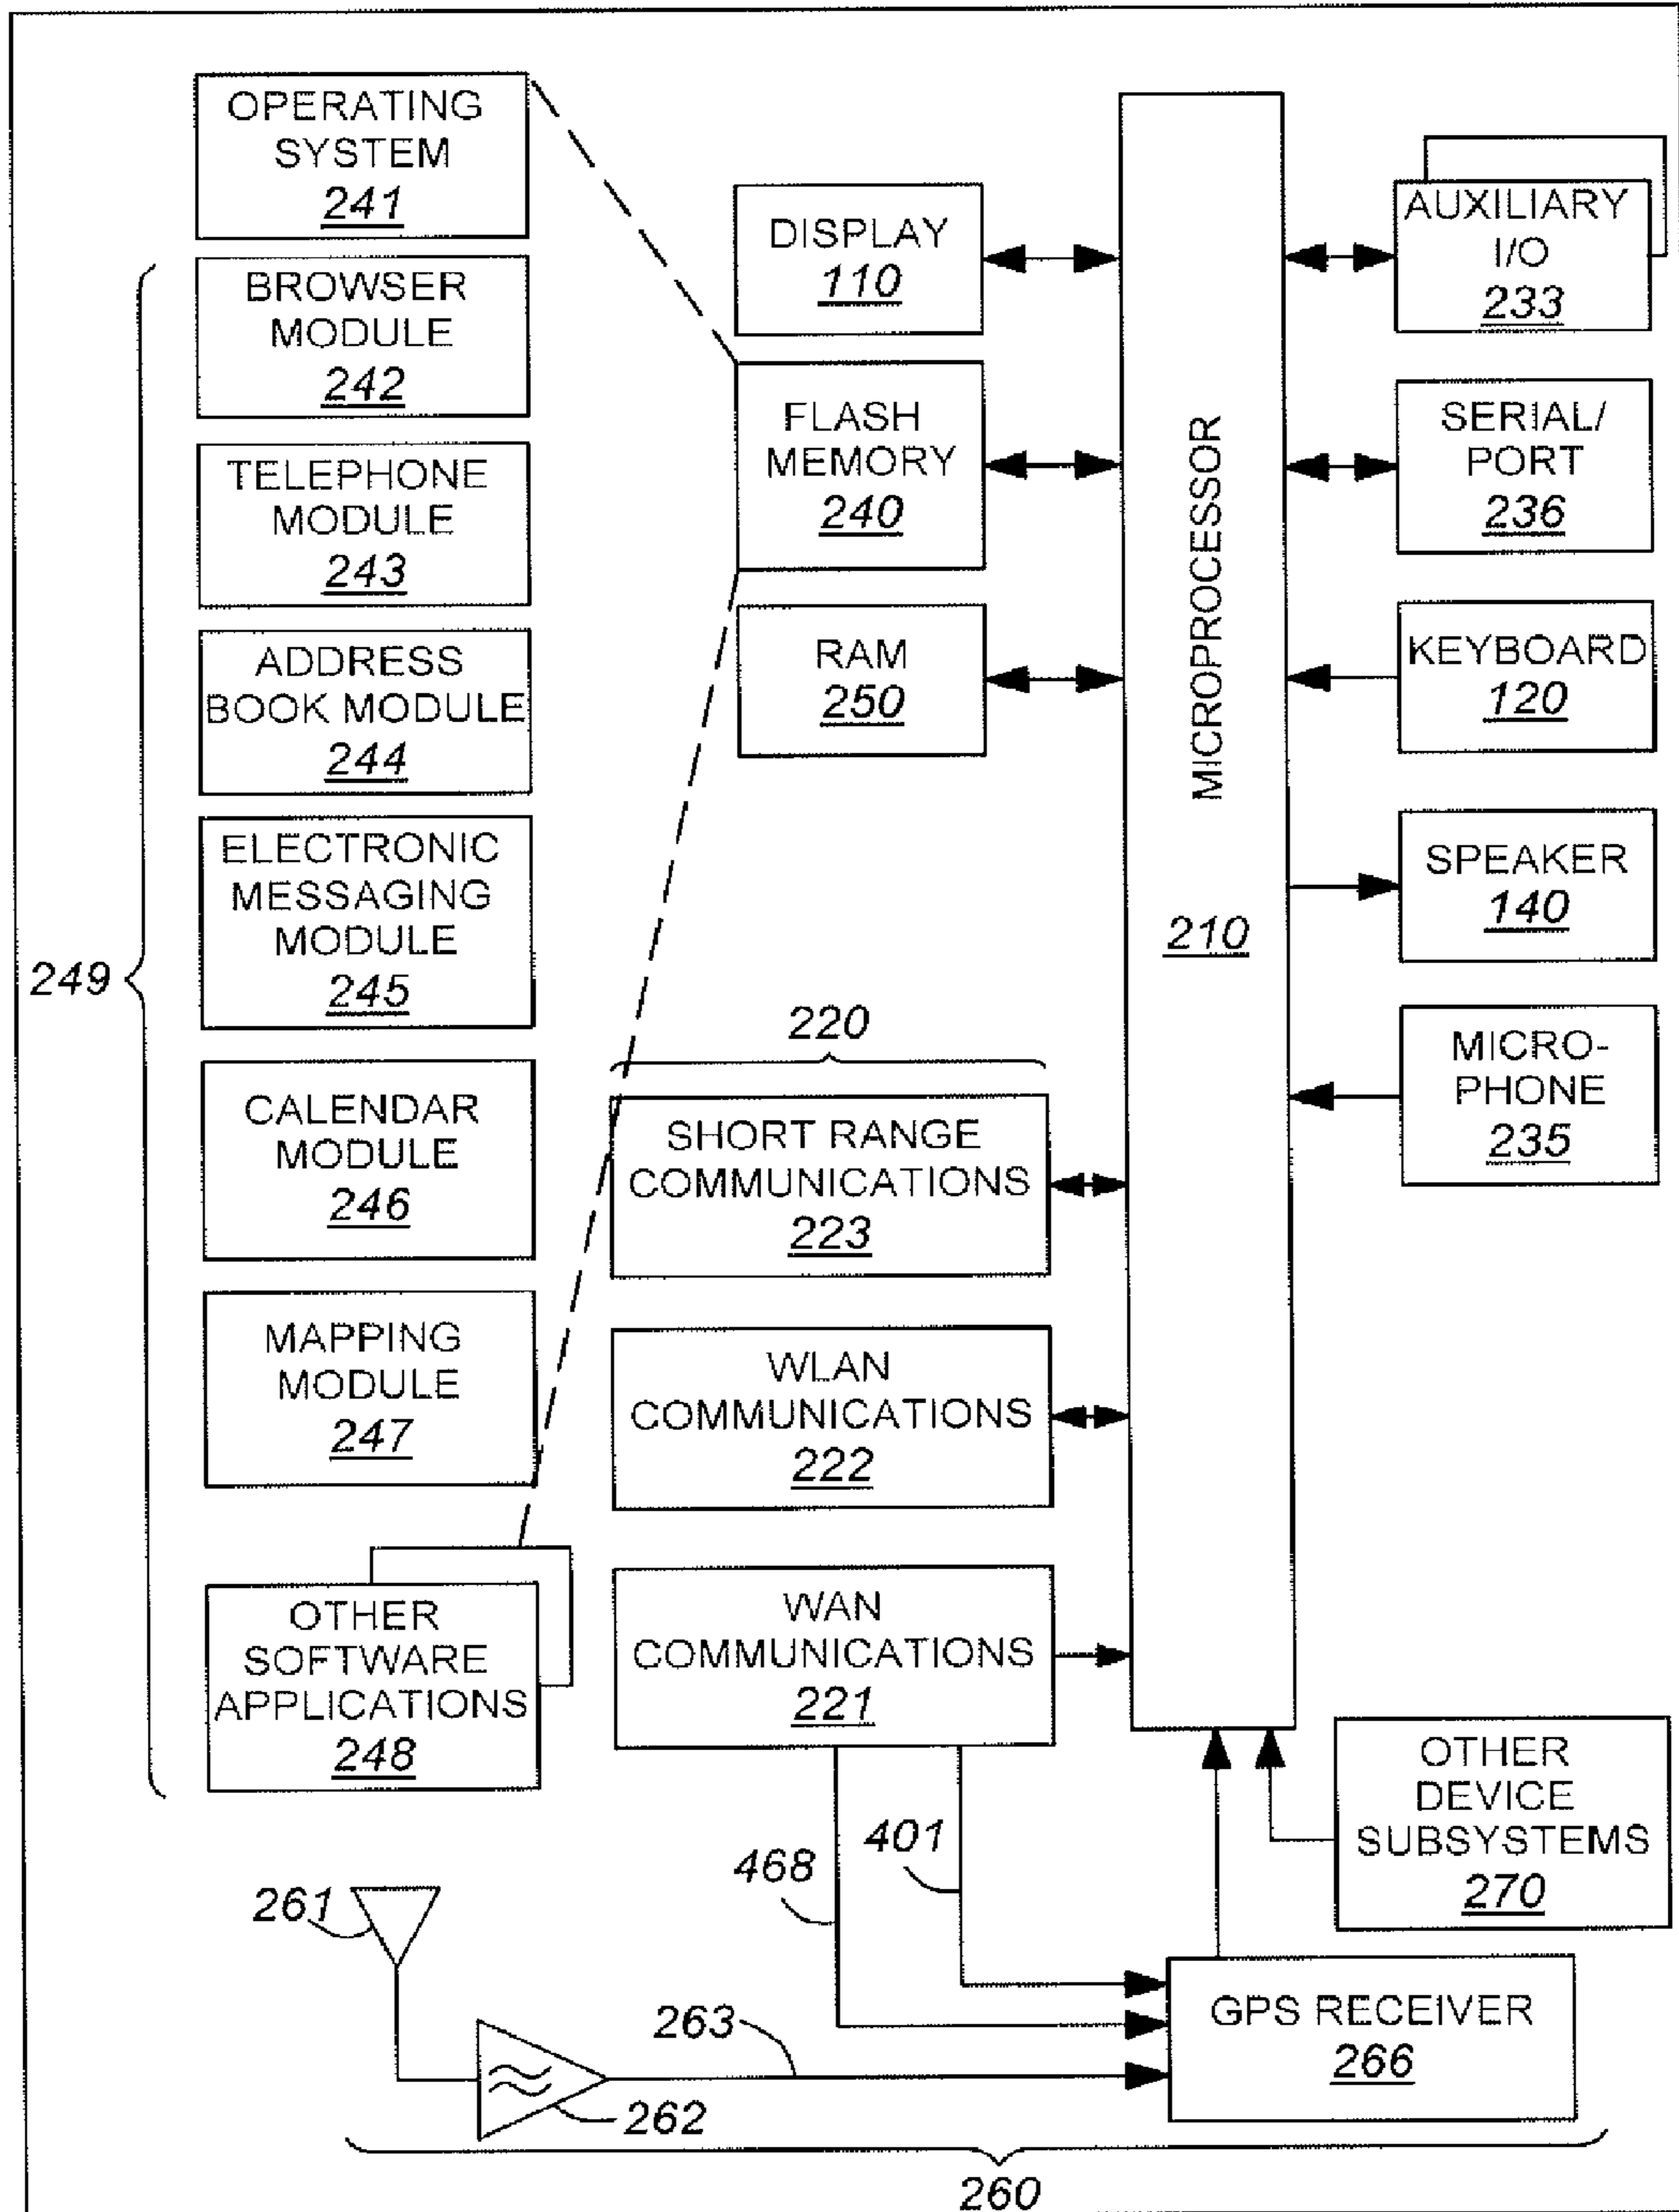 OPERATING
SYSTEM
241
BROWSER
MODULE
242
TELEPHONE
MODULE
243
ADDRESS
BOOK MODULE
244
ELECTRONIC
MESSAGING
MODULE
245
249
CALENDAR
MODULE
246
MAPPING
MODULE
247
OTHER
SOFTWARE
APPLICATIONS
248
DISPLAY
110
FLASH
MEMORY
240
RAM
250
220
SHORT RANGE
COMMUNICATIONS
223
WLAN
COMMUNICATIONS
222
WAN
COMMUNICATIONS
221
MICROPROCESSOR
210
AUXILIARY
I/O
233
SERIAL/
PORT
236
KEYBOARD
120
SPEAKER
140
MICRO-
PHONE
235
OTHER
DEVICE
SUBSYSTEMS
270
468
401
261
262
263
GPS RECEIVER
266
260